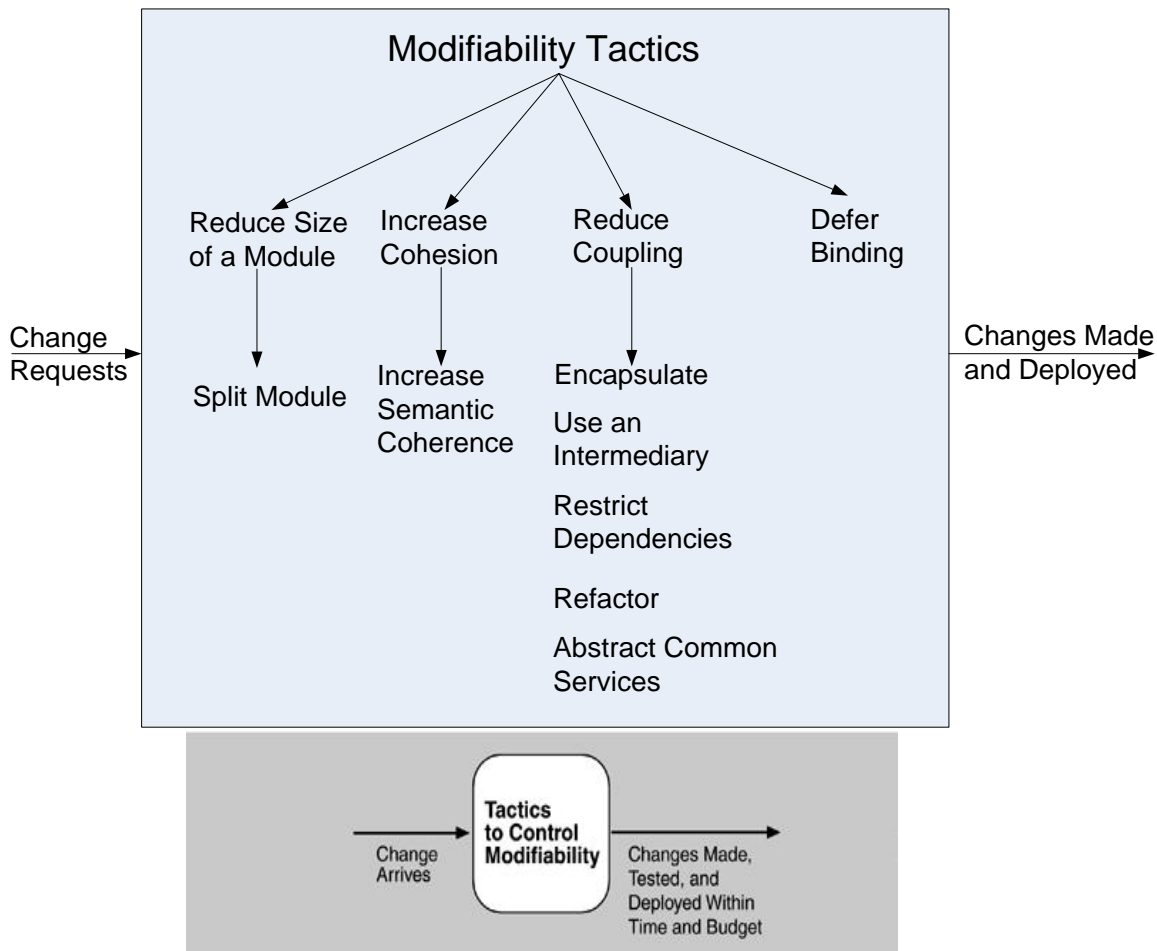 Modifiability Tactics
Reduce Size
of a Module
Increase
Cohesion
Reduce
Coupling
Defer
Binding
Change
Requests
Changes Made
and Deployed
Split Module
Increase
Semantic
Coherence
Encapsulate
Use an
Intermediary
Restrict
Dependencies
Refactor
Abstract Common
Services
Change
Arrives
Tactics
to Control
Modifiability
Changes Made,
Tested, and
Deployed Within
Time and Budget